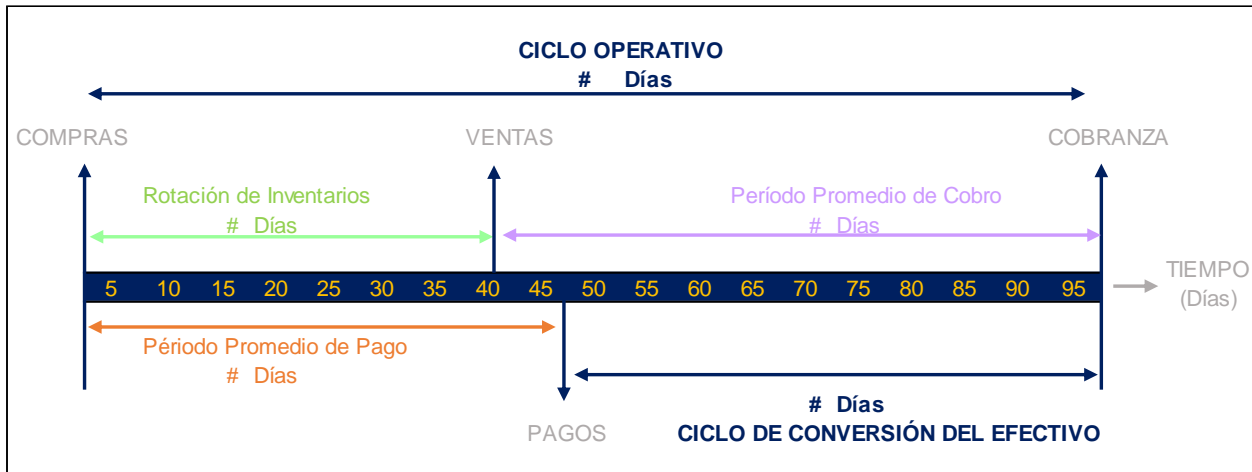 CICLO OPERATIVO
# Días
COMPRAS
VENTAS
COBRANZA
Rotación de Inventarios
# Días
Período Promedio de Cobro
# Días
5 10 15 20 25 30 35 40 45 50 55 60 65 70 75 80 85 90 95
TIEMPO
(Días)
Périodo Promedio de Pago
# Días
PAGOS
# Días
CICLO DE CONVERSIÓN DEL EFECTIVO